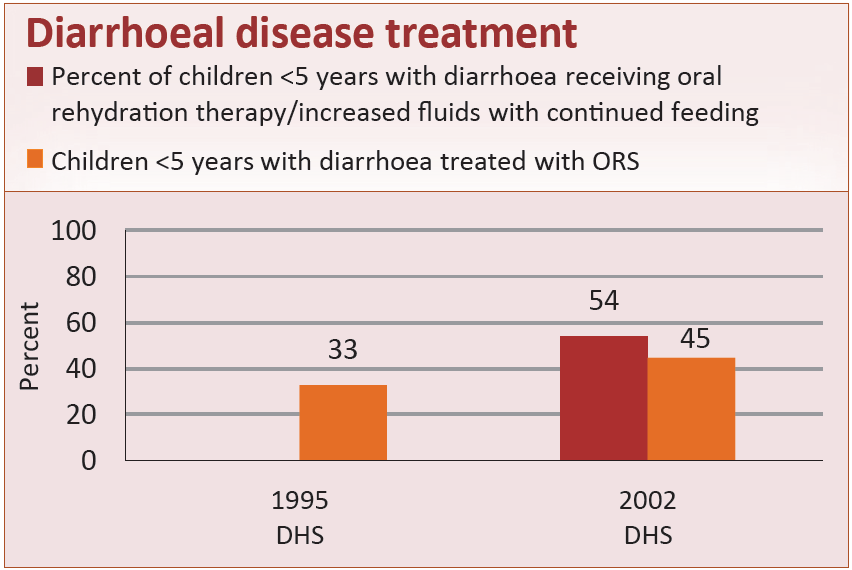 Diarrhoeal disease treatment
Percent of children <5 years with diarrhoea receiving oral
rehydration therapy/increased fluids with continued feeding
Children <5 years with diarrhoea treated with ORS
Percent
100
80
60
40
20
0
33
54
45
1995
DHS
2002
DHS